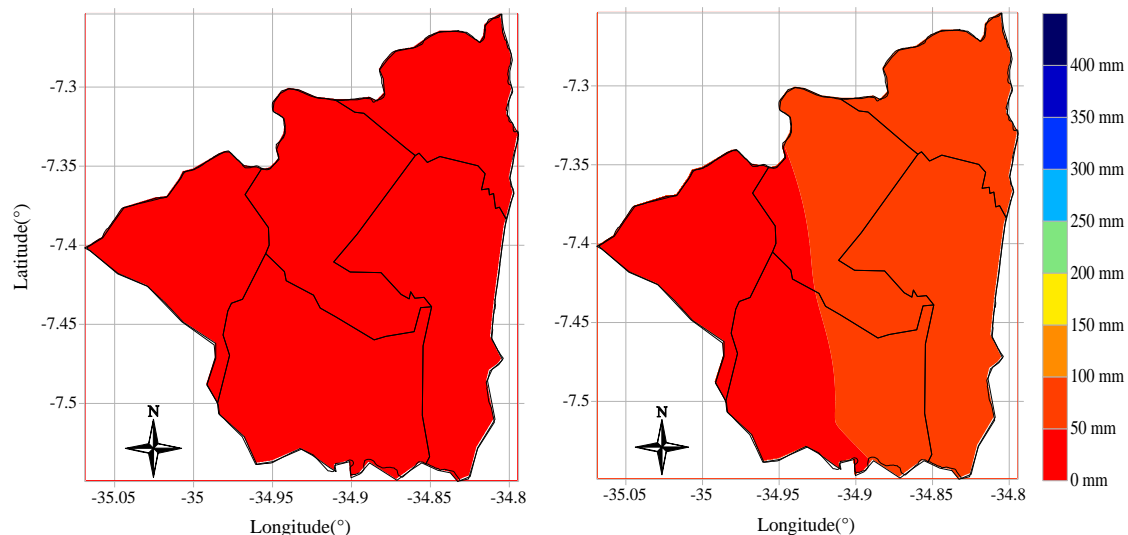 -7.3
-7.35
-7.4
-7.45
-7.5
Latitude(°)
N
-35.05
-35
-34.95
-34.9
-34.85
-34.8
Longitude(°)
-7.3
-7.35
-7.4
-7.45
-7.5
N
-35.05
-35
-34.95
-34.9
-34.85
-34.8
Longitude(°)
400 mm
350 mm
300 mm
250 mm
200 mm
150 mm
100 mm
50 mm
0 mm